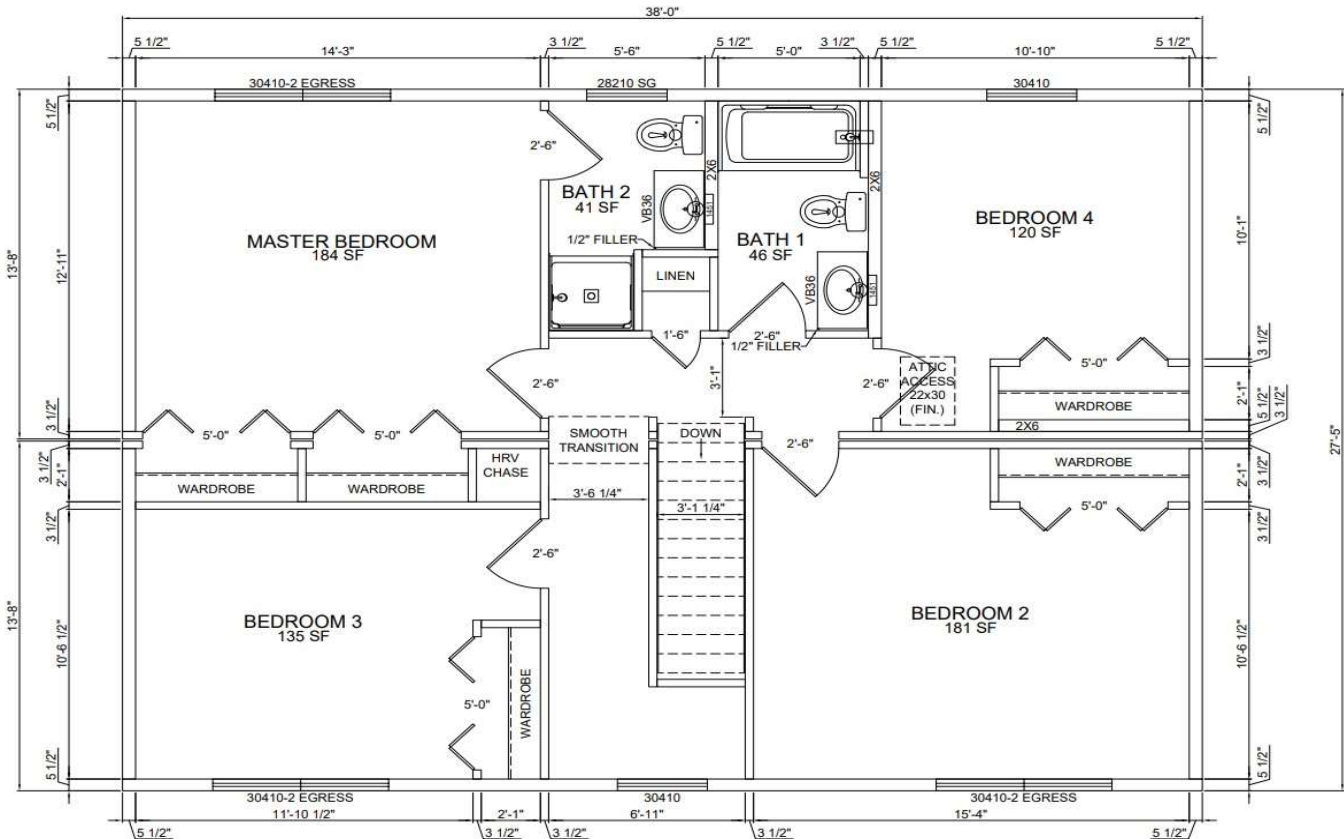 38'-0"
5 1/2"
14'-3"
3 1/2"
5'-6"
5 1/2"
5'-0"
3 1/2"
5 1/2"
10'-10"
5 1/2"
30410-2 EGRESS
28210 SG
30410
5 1/2"
5 1/2"
13'-8"
12'-11"
3 1/2"
2'-6"
2X6
2X6
BATH 2
41 SF
VB36
1451
1/2" FILLER
MASTER BEDROOM
184 SF
BATH 1
46 SF
VB36
1451
1/2" FILLER
BEDROOM 4
120 SF
10'-1"
LINEN
1'-6"
2'-6"
3'-1"
2'-6"
2'-6"
ATTIC
ACCESS
22x30
(FIN.)
5'-0"
WARDROBE
2X6
3 1/2"
2'-1"
5 1/2"
3 1/2"
27'-5"
5'-0"
5'-0"
SMOOTH
TRANSITION
DOWN
2'-6"
HRV
CHASE
WARDROBE
WARDROBE
WARDROBE
5'-0"
3 1/2"
2'-1"
3 1/2"
2'-1"
3 1/2"
3 1/2"
3'-6 1/4"
3'-1 1/4"
2'-6"
BEDROOM 3
135 SF
BEDROOM 2
181 SF
13'-8"
10'-6 1/2"
10'-6 1/2"
5'-0"
WARDROBE
5 1/2"
5 1/2"
30410-2 EGRESS
30410
30410-2 EGRESS
11'-10 1/2"
2'-1"
6'-11"
15'-4"
5 1/2"
3 1/2"
3 1/2"
3 1/2"
5 1/2"